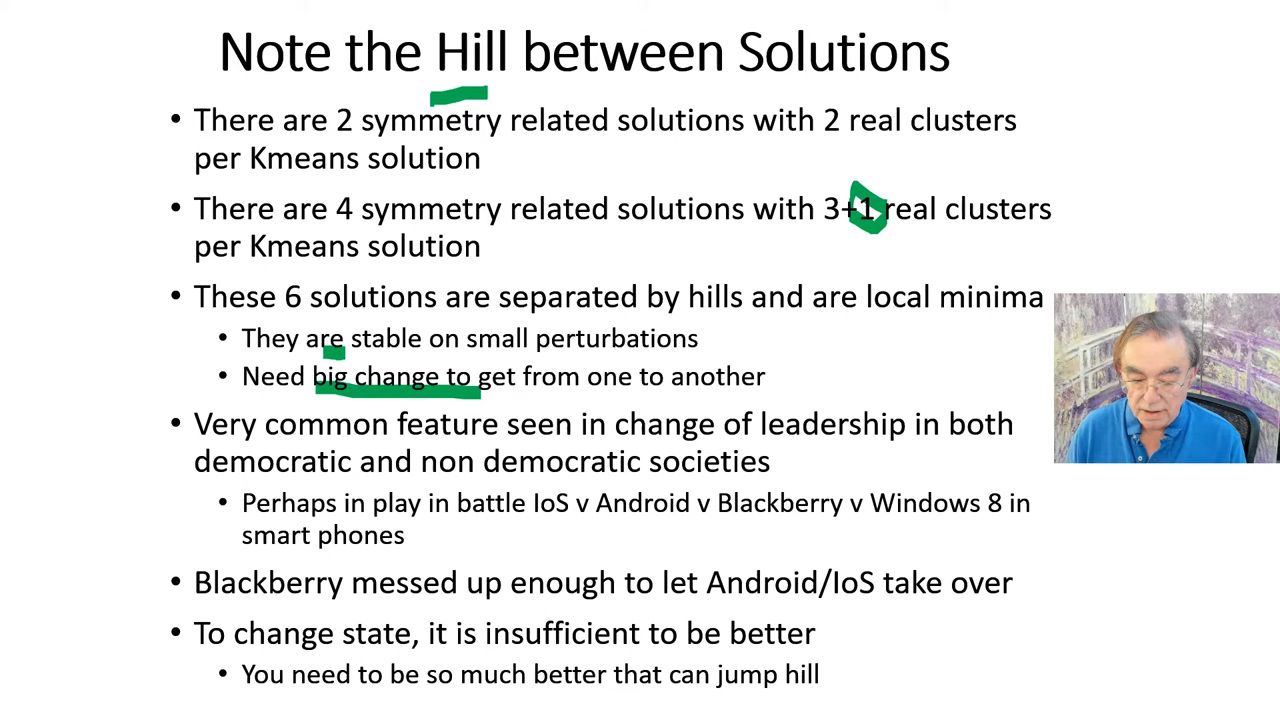 Note the Hill between Solutions
• There are 2 symmetry related solutions with 2 real clusters
per Kmeans solution
• There are 4 symmetry related solutions with 3+1 real clusters
per Kmeans solution
• These 6 solutions are separated by hills and are local minima
• They are stable on small perturbations
• Need big change to get from one to another
• Very common feature seen in change of leadership in both
democratic and non democratic societies
• Perhaps in play in battle IoS v Android v Blackberry v Windows 8 in
smart phones
• Blackberry messed up enough to let Android/IoS take over
• To change state, it is insufficient to be better
• You need to be so much better that can jump hill